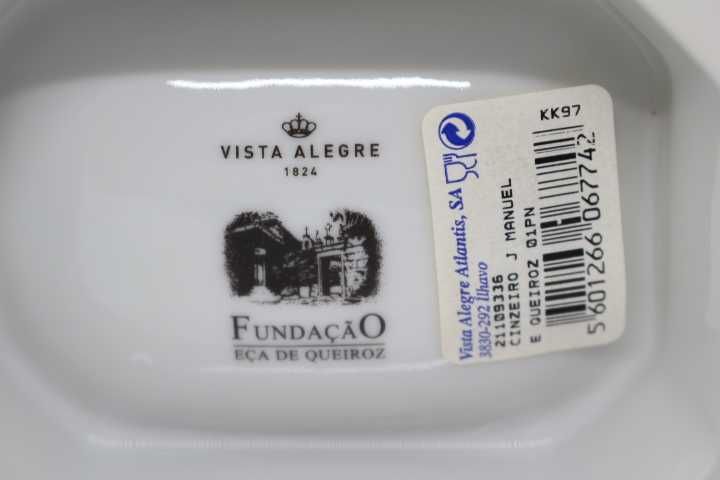 VISTA ALEGRE
1824
FUNDAÇÃO
EÇA DE QUEIROZ
KK97
Vista Alegre Atlantis, SA
3830-292 Ílhavo
21109336
CINZEIRO J MANUEL
E QUEIROZ 01PN
5 601266 067742